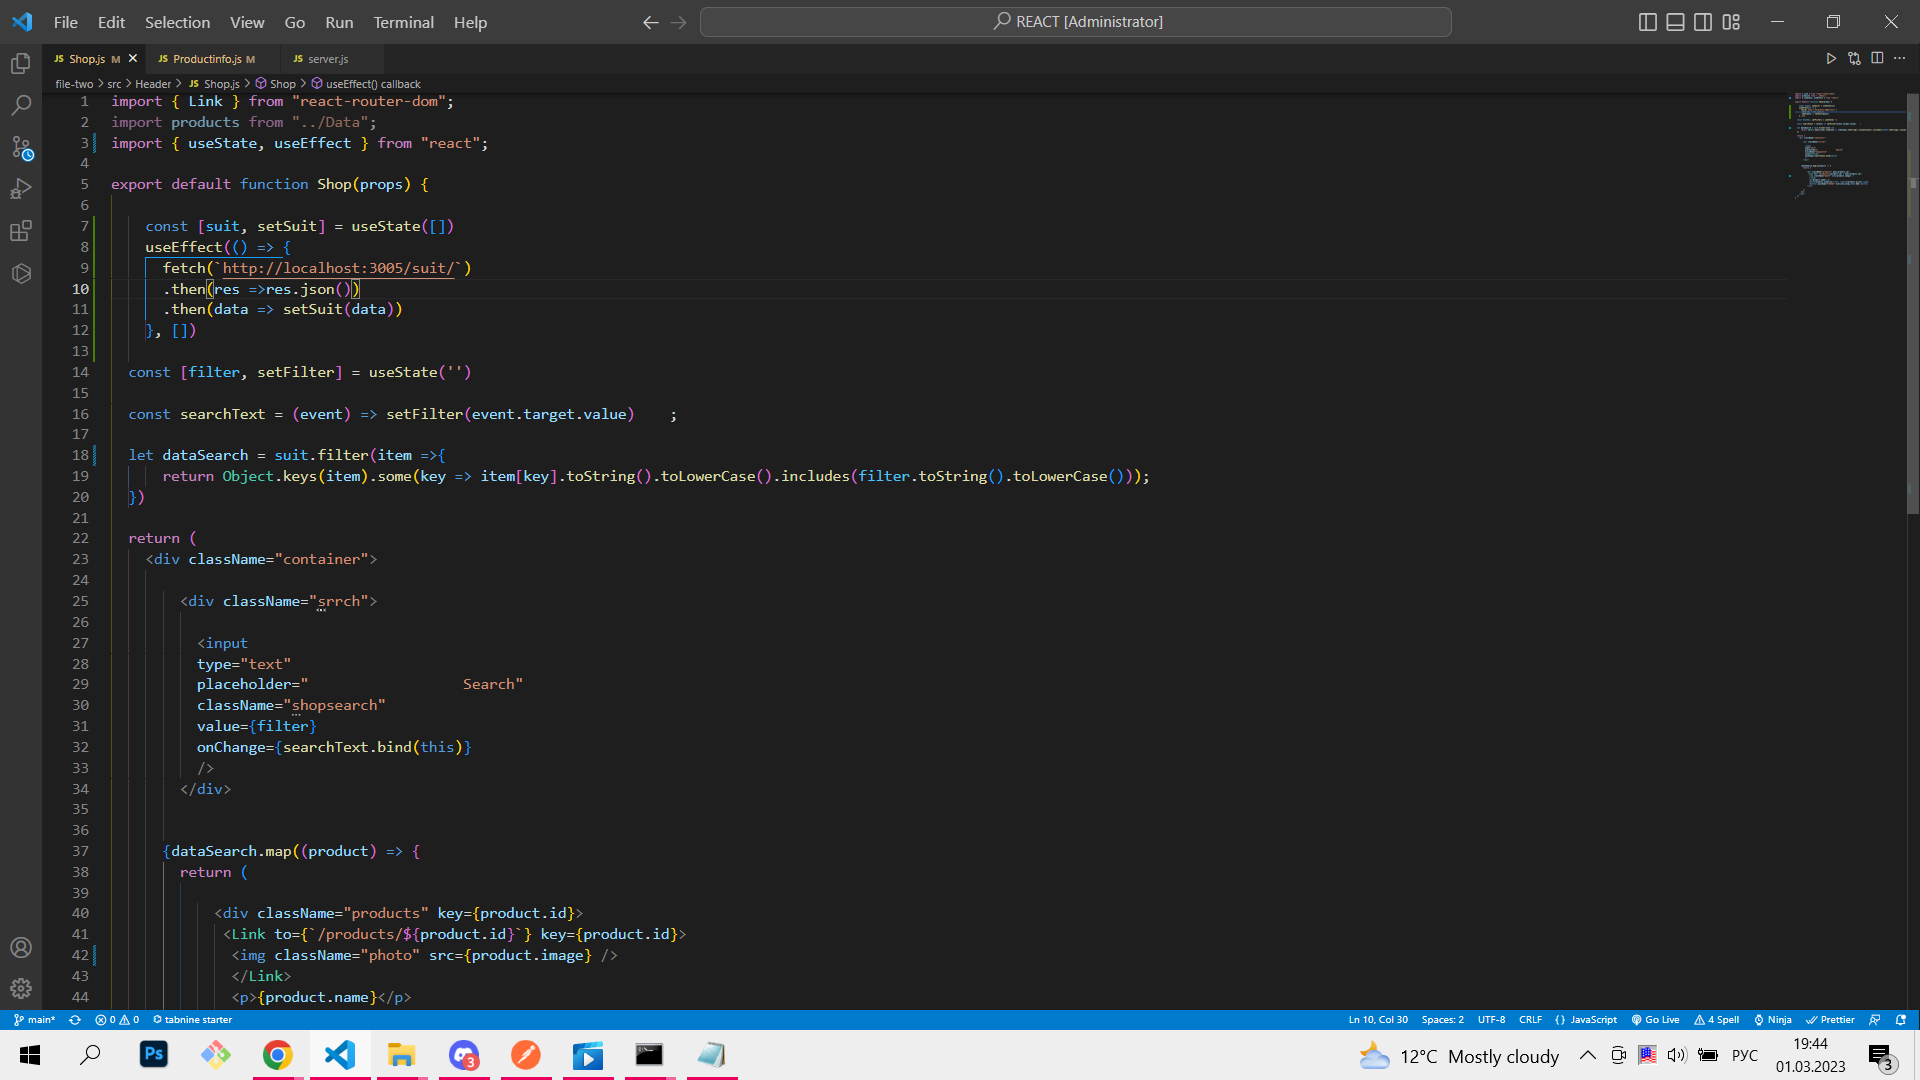 File Edit Selection View Go Run Terminal Help
REACT [Administrator]
JS Shop.js M
JS Productinfo.js M
JS server.js
file-two > src > Header > JS Shop.js > Shop > useEffect() callback
1 import { Link } from "react-router-dom";
2 import products from "../Data";
3 import { useState, useEffect } from "react";
4
5 export default function Shop(props) {
6
7 const [suit, setSuit] = useState([])
8 useEffect(() => {
9 fetch(`http://localhost:3005/suit/`)
10 .then(res =>res.json())
11 .then(data => setSuit(data))
12 }, [])
13
14 const [filter, setFilter] = useState('')
15
16 const searchText = (event) => setFilter(event.target.value) ;
17
18 let dataSearch = suit.filter(item =>{
19 return Object.keys(item).some(key => item[key].toString().toLowerCase().includes(filter.toString().toLowerCase()));
20 })
21
22 return (
23 <div className="container">
24
25 <div className="srrch">
26
27 <input
28 type="text"
29 placeholder=" Search"
30 className="shopsearch"
31 value={filter}
32 onChange={searchText.bind(this)}
33 />
34 </div>
35
36
37 {dataSearch.map((product) => {
38 return (
39
40 <div className="products" key={product.id}>
41 <Link to={`/products/${product.id}`} key={product.id}>
42 <img className="photo" src={product.image} />
43 </Link>
44 <p>{product.name}</p>
main* 0 0 tabnine starter
Ln 10, Col 30 Spaces: 2 UTF-8 CRLF {} JavaScript Go Live 4 Spell Ninja Prettier
Ps
3
12°C Mostly cloudy
РУС
19:44
01.03.2023
3